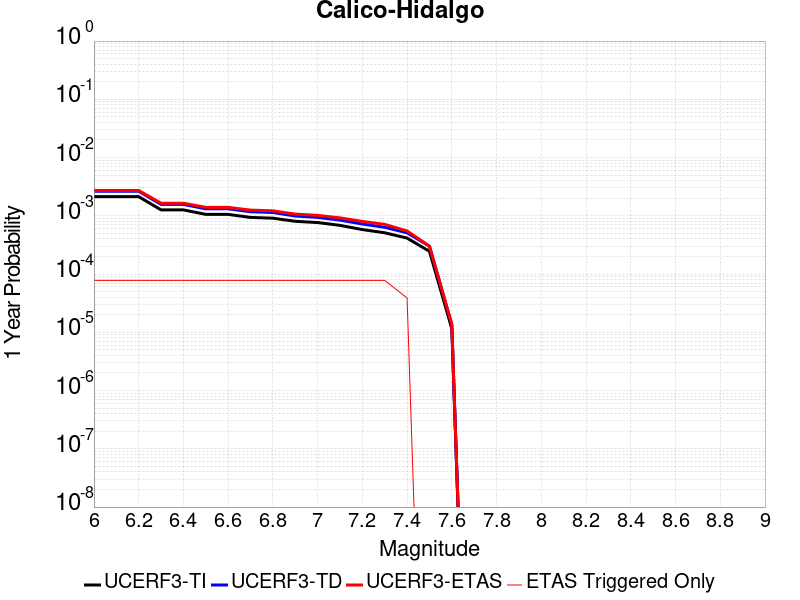 Calico-Hidalgo
10 0
10 -1
10 -2
10 -3
10 -4
10 -5
10 -6
10 -7
10 -8
1 Year Probability
6 6.2 6.4 6.6 6.8 7 7.2 7.4 7.6 7.8 8 8.2 8.4 8.6 8.8 9
Magnitude
UCERF3-TI UCERF3-TD UCERF3-ETAS ETAS Triggered Only